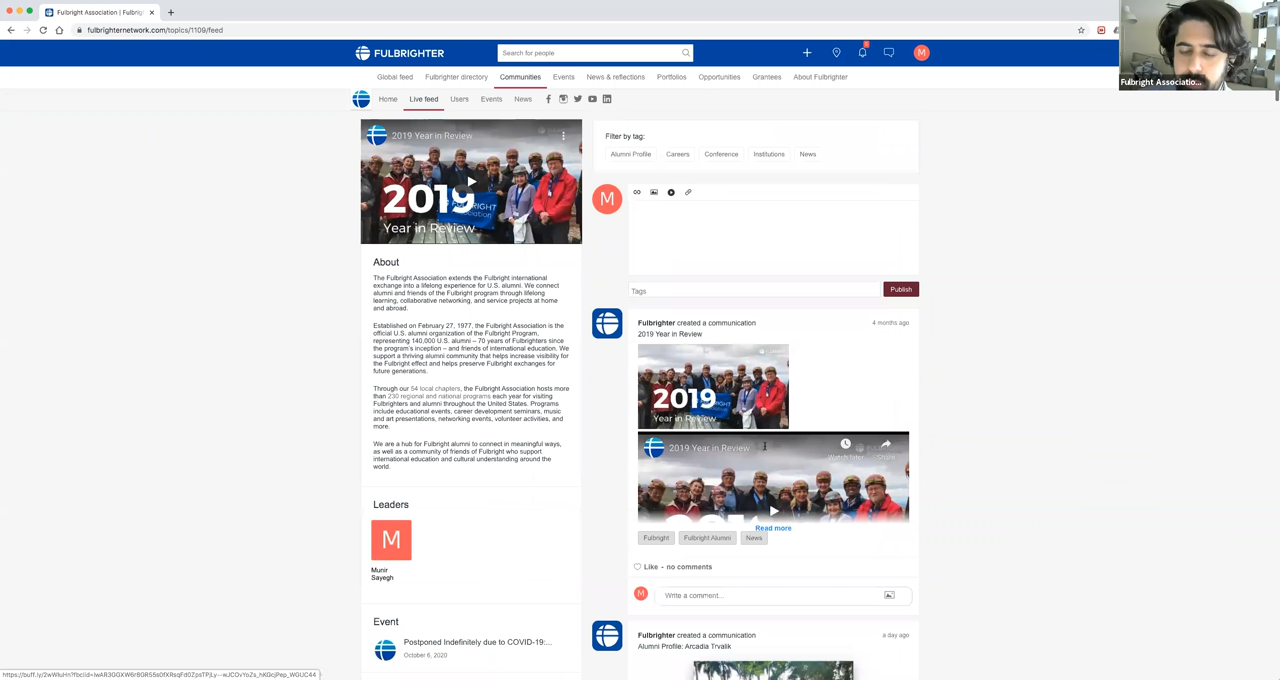 Fulbright Association | Fulbrig
fulbrighternetwork.com/topics/1109/feed
Fulbright Associatio...
FULBRIGHTER
Search for people
M
Global feed
Fulbrighter directory
Communities
Events
News & reflections
Portfolios
Opportunities
Grantees
About Fulbrighter
Home
Live feed
Users
Events
News
2019 Year in Review
2019
Year in Review
About
The Fulbright Association extends the Fulbright international
exchange into a lifelong experience for U.S. alumni. We connect
alumni and friends of the Fulbright program through lifelong
learning, collaborative networking, and service projects at home
and abroad.
Established on February 27, 1977, the Fulbright Association is the
official U.S. alumni organization of the Fulbright Program,
representing 140,000 U.S. alumni – 70 years of Fulbrighters since
the program's inception – and friends of international education. We
support a thriving alumni community that helps increase visibility for
the Fulbright effect and helps preserve Fulbright exchanges for
future generations.
Through our 54 local chapters, the Fulbright Association hosts more
than 230 regional and national programs each year for visiting
Fulbrighters and alumni throughout the United States. Programs
include educational events, career development seminars, music
and art presentations, networking events, volunteer activities, and
more.
We are a hub for Fulbright alumni to connect in meaningful ways,
as well as a community of friends of Fulbright who support
international education and cultural understanding around the
world.
Leaders
M
Munir
Sayegh
Event
Postponed Indefinitely due to COVID-19:...
October 6, 2020
Filter by tag:
Alumni Profile
Careers
Conference
Institutions
News
M
Tags
Publish
Fulbrighter created a communication
4 months ago
2019 Year in Review
2019
Year in Review
2019 Year in Review
Watch later
Share
Read more
Fulbright
Fulbright Alumni
News
Like - no comments
M
Write a comment...
Fulbrighter created a communication
a day ago
Alumni Profile: Arcadia Trvalik